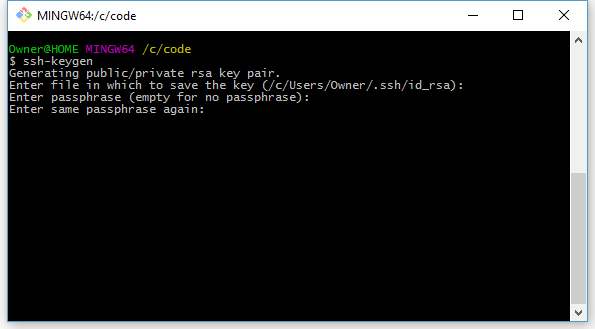 MINGW64:/c/code
Owner@HOME MINGW64 /c/code
$ ssh-keygen
Generating public/private rsa key pair.
Enter file in which to save the key (/c/Users/Owner/.ssh/id_rsa):
Enter passphrase (empty for no passphrase):
Enter same passphrase again: